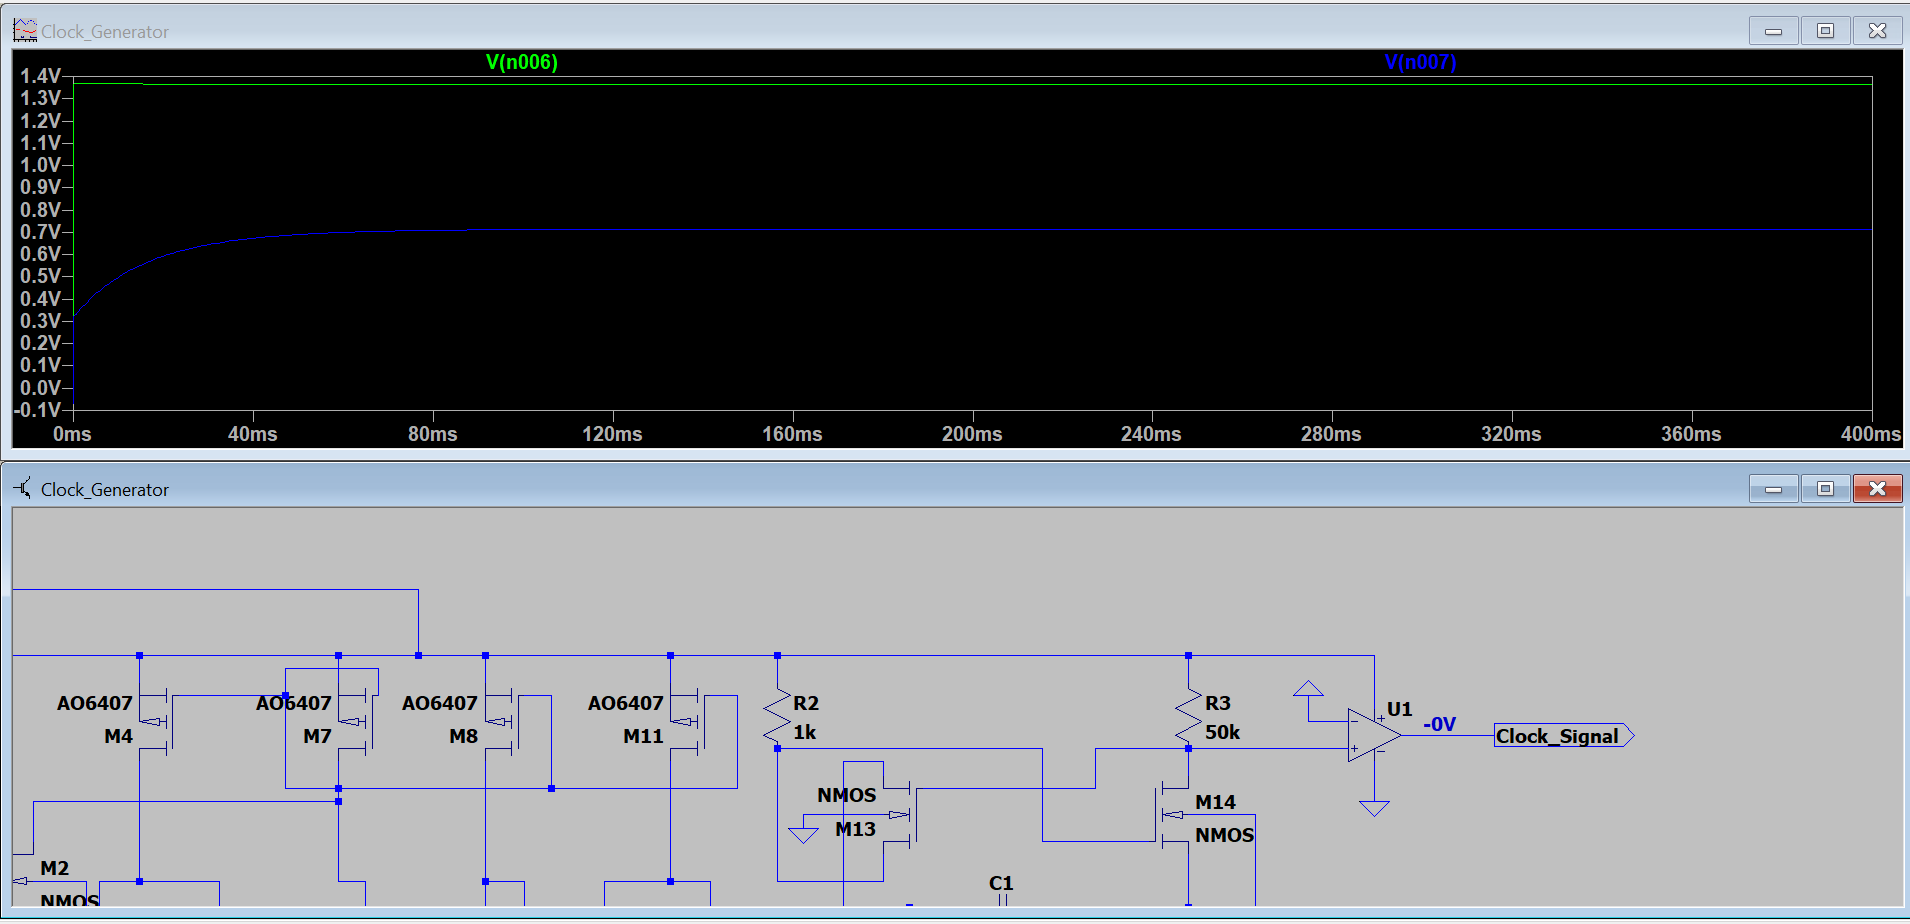 Clock_Generator
V(n006)
V(n007)
1.4V
1.3V
1.2V
1.1V
1.0V
0.9V
0.8V
0.7V
0.6V
0.5V
0.4V
0.3V
0.2V
0.1V
0.0V
-0.1V
0ms
40ms
80ms
120ms
160ms
200ms
240ms
280ms
320ms
360ms
400ms
Clock_Generator
AO6407
M4
AO6407
M7
AO6407
M8
AO6407
M11
R2
1k
R3
50k
U1
-0V
Clock_Signal
NMOS
M13
M14
NMOS
M2
NMOS
C1